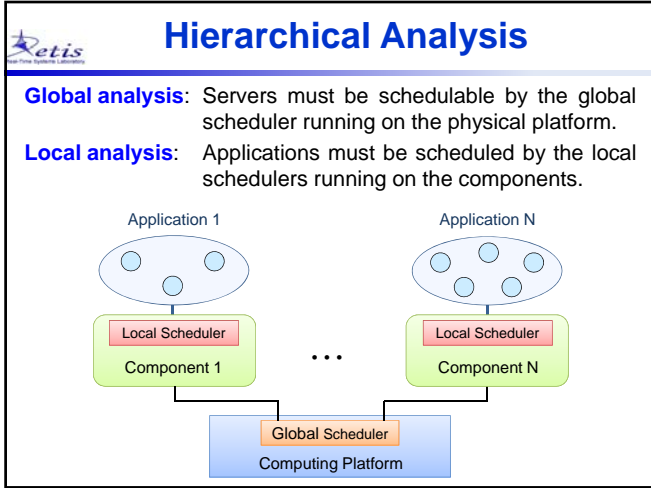 Retis
Real-Time Systems Laboratory
Hierarchical Analysis
Global analysis: Servers must be schedulable by the global
scheduler running on the physical platform.
Local analysis: Applications must be scheduled by the local
schedulers running on the components.
Application 1
Application N
Local Scheduler
Component 1
...
Local Scheduler
Component N
Global Scheduler
Computing Platform